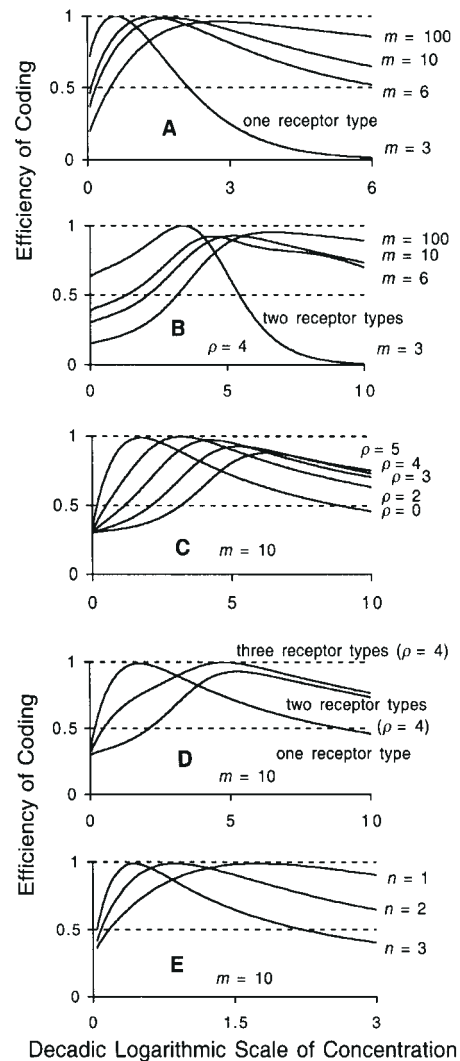 Efficiency of Coding
1
0.5
0
m = 100
m = 10
m = 6
one receptor type
A
m = 3
0
3
6
1
0.5
0
m = 100
m = 10
m = 6
two receptor types
B
ρ = 4
m = 3
0
5
10
1
0.5
0
ρ = 5
ρ = 4
ρ = 3
ρ = 2
ρ = 0
C
m = 10
0
5
10
Efficiency of Coding
three receptor types (ρ = 4)
1
0.5
0
two receptor types
(ρ = 4)
one receptor type
D
m = 10
0
5
10
1
0.5
0
n = 1
n = 2
n = 3
E
m = 10
0
1.5
3
Decadic Logarithmic Scale of Concentration